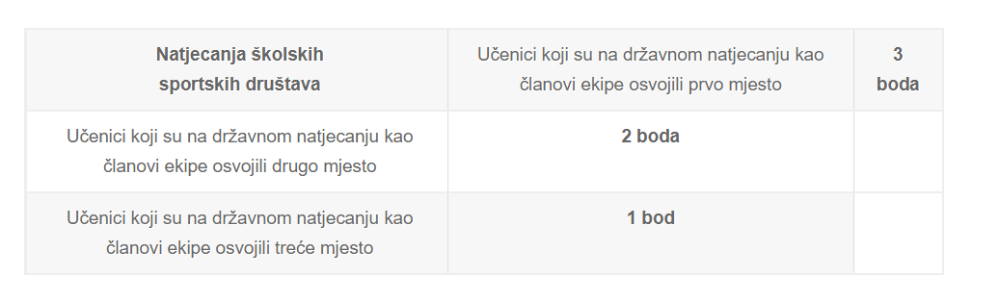 Natjecanja školskih
sportskih društava
Učenici koji su na državnom natjecanju kao
članovi ekipe osvojili prvo mjesto
3
boda
Učenici koji su na državnom natjecanju kao
članovi ekipe osvojili drugo mjesto
2 boda
Učenici koji su na državnom natjecanju kao
članovi ekipe osvojili treće mjesto
1 bod